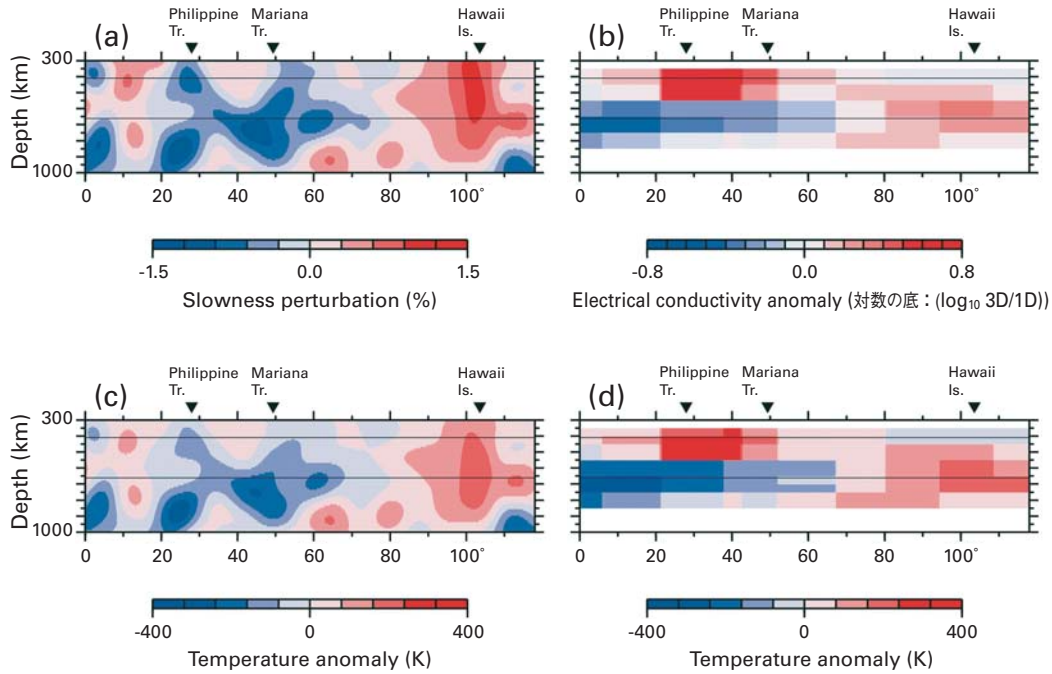 Philippine Tr.
Mariana Tr.
Hawaii Is.
(a)
Depth (km)
300
1000
0 20 40 60 80 100°
-1.5 0.0 1.5
Slowness perturbation (%)
Philippine Tr.
Mariana Tr.
Hawaii Is.
(b)
0 20 40 60 80 100°
-0.8 0.0 0.8
Electrical conductivity anomaly (対数の底：(log₁₀ 3D/1D))
Philippine Tr.
Mariana Tr.
Hawaii Is.
(c)
Depth (km)
300
1000
0 20 40 60 80 100°
-400 0 400
Temperature anomaly (K)
Philippine Tr.
Mariana Tr.
Hawaii Is.
(d)
0 20 40 60 80 100°
-400 0 400
Temperature anomaly (K)